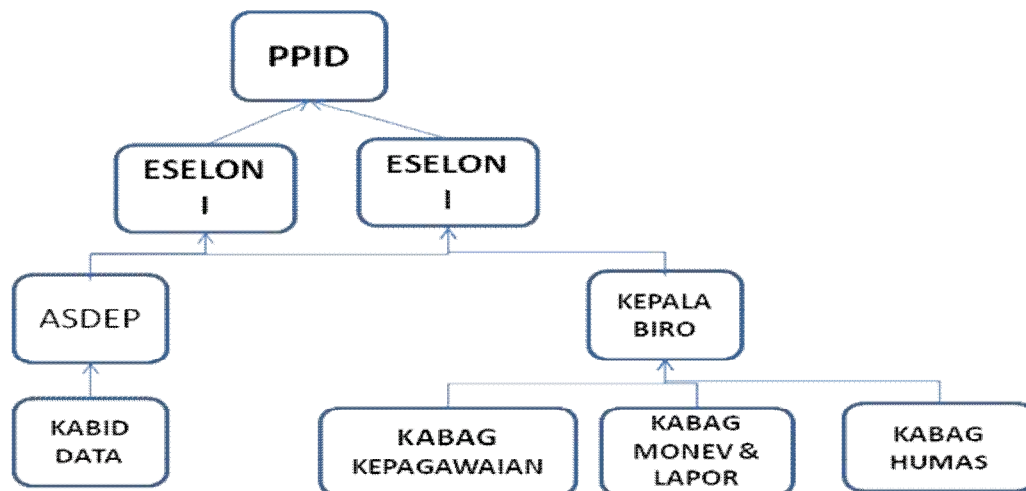 PPID
ESELON
I
ESELON
I
ASDEP
KEPALA
BIRO
KABID
DATA
KABAG
KEPAGAWAIAN
KABAG
MONEV &
LAPOR
KABAG
HUMAS